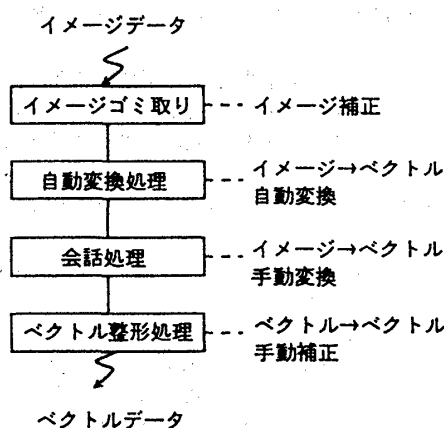 イメージデータ
イメージゴミ取り
イメージ補正
自動変換処理
イメージ→ベクトル
自動変換
会話処理
イメージ→ベクトル
手動変換
ベクトル整形処理
ベクトル→ベクトル
手動補正
ベクトルデータ